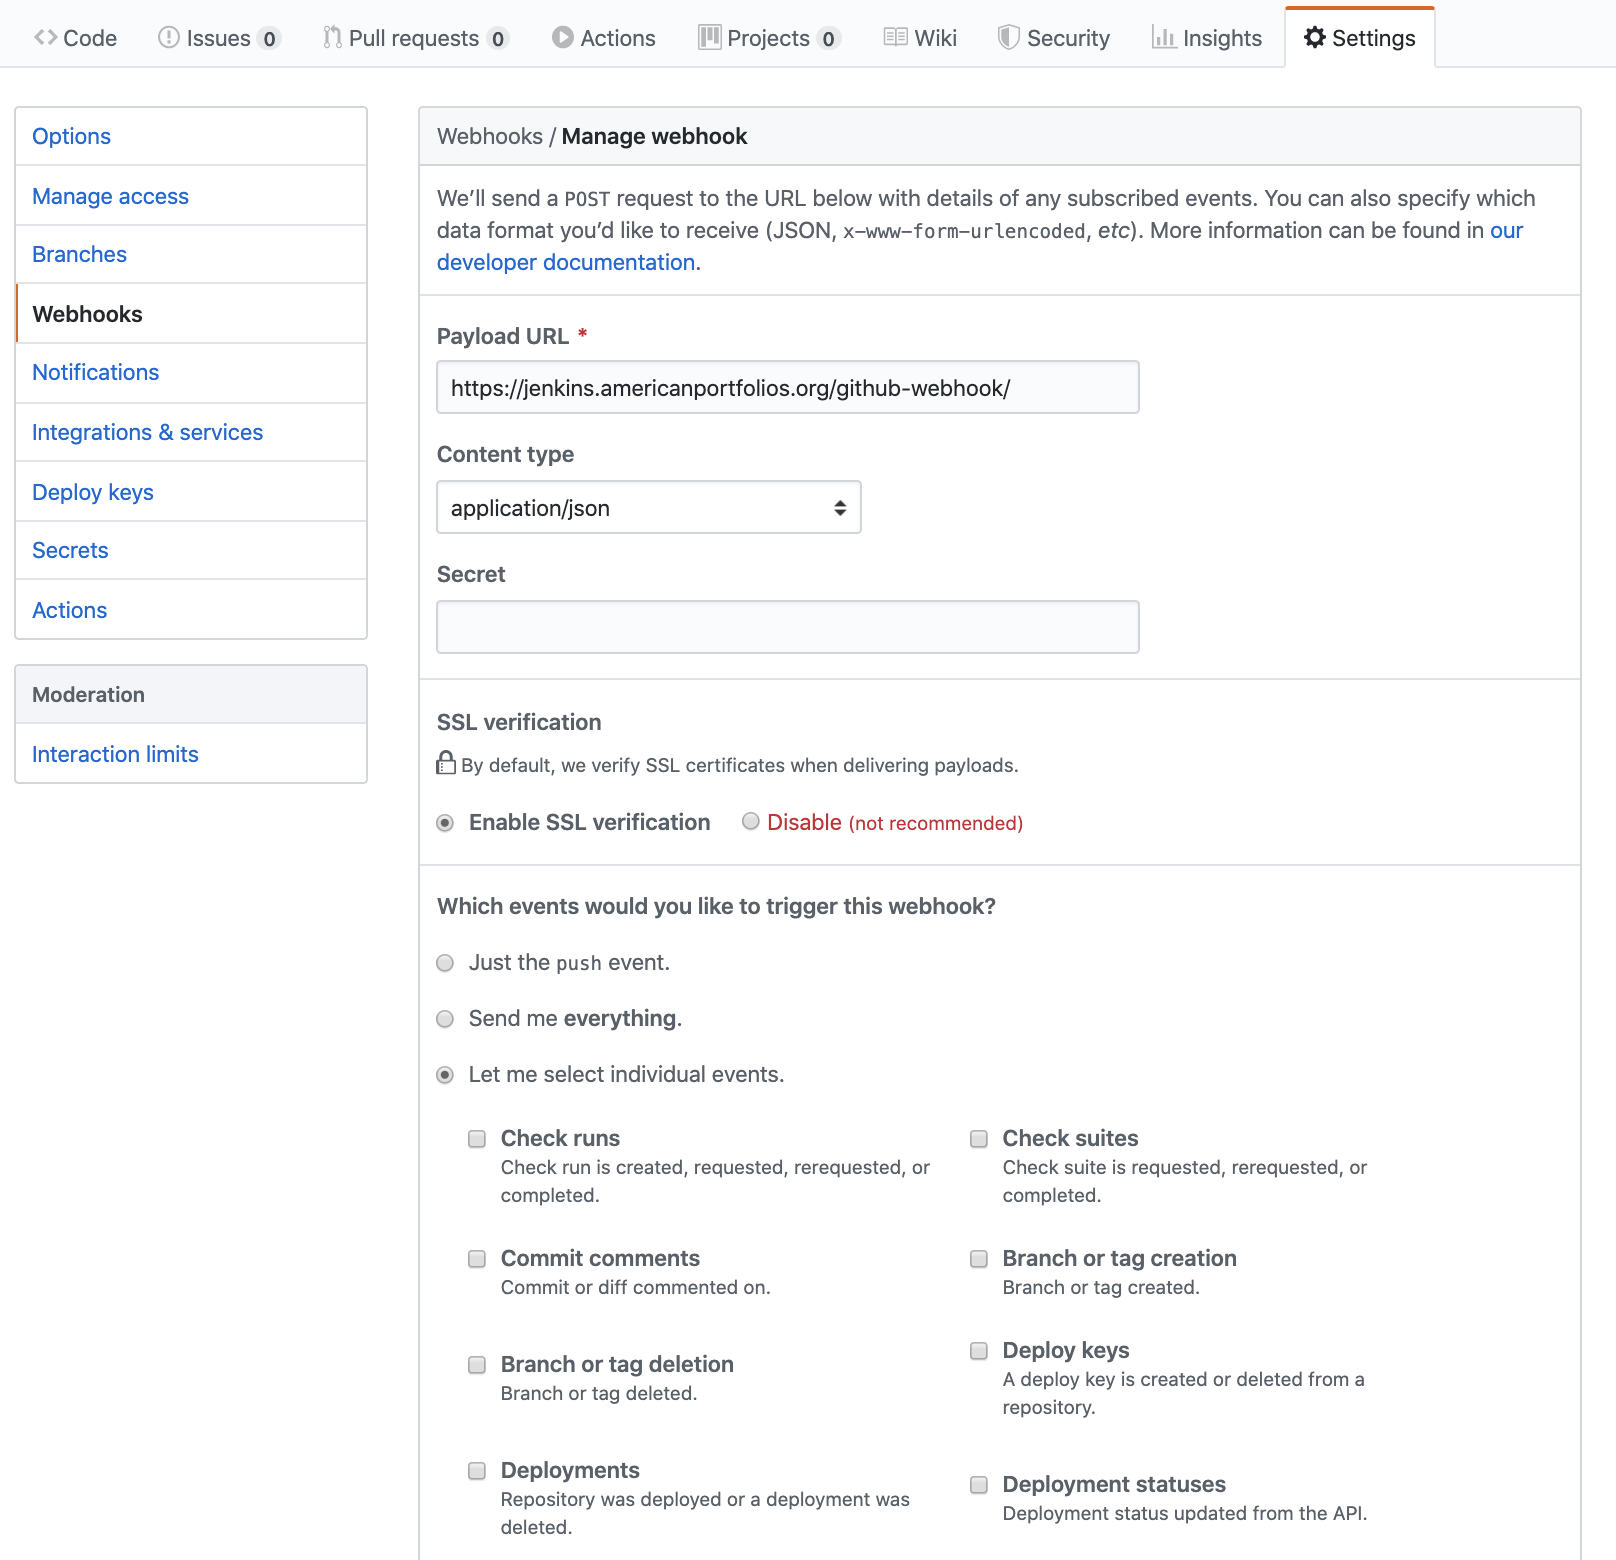 Code Issues 0 Pull requests 0 Actions Projects 0 Wiki Security Insights Settings
Options
Manage access
Branches
Webhooks
Notifications
Integrations & services
Deploy keys
Secrets
Actions
Moderation
Interaction limits
Webhooks / Manage webhook
We’ll send a POST request to the URL below with details of any subscribed events. You can also specify which
data format you’d like to receive (JSON, x-www-form-urlencoded, etc). More information can be found in our
developer documentation.
Payload URL *
https://jenkins.americanportfolios.org/github-webhook/
Content type
application/json
Secret
SSL verification
By default, we verify SSL certificates when delivering payloads.
Enable SSL verification Disable (not recommended)
Which events would you like to trigger this webhook?
Just the push event.
Send me everything.
Let me select individual events.
Check runs
Check run is created, requested, rerequested, or
completed.
Check suites
Check suite is requested, rerequested, or
completed.
Commit comments
Commit or diff commented on.
Branch or tag creation
Branch or tag created.
Branch or tag deletion
Branch or tag deleted.
Deploy keys
A deploy key is created or deleted from a
repository.
Deployments
Repository was deployed or a deployment was
deleted.
Deployment statuses
Deployment status updated from the API.